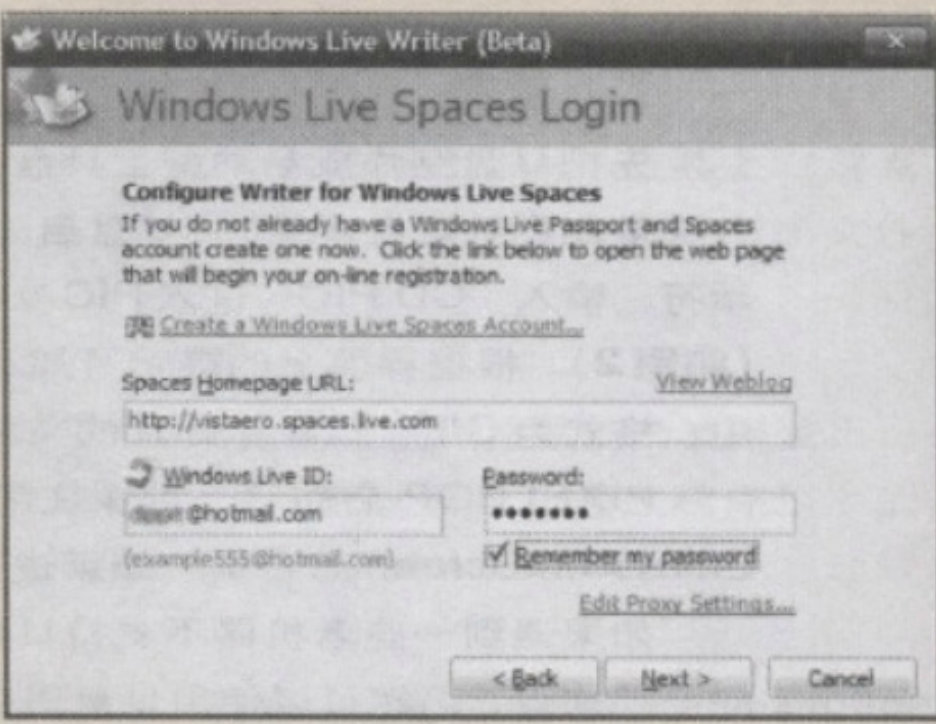 Welcome to Windows Live Writer (Beta)
Windows Live Spaces Login
Configure Writer for Windows Live Spaces
If you do not already have a Windows Live Passport and Spaces
account create one now. Click the link below to open the web page
that will begin your on-line registration.
Create a Windows Live Spaces Account...
Spaces Homepage URL: View Weblog
http://vistaero.spaces.live.com
Windows Live ID: Password:
@hotmail.com •••••••
(example555@hotmail.com) Remember my password
Edit Proxy Settings...
< Back Next > Cancel